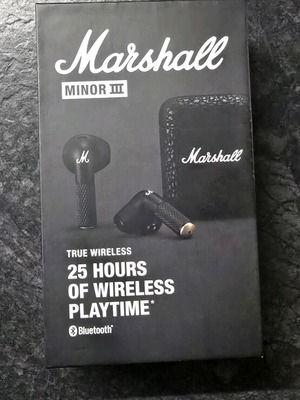 Marshall
MINOR III
M
Marshall
TRUE WIRELESS
25 HOURS
OF WIRELESS
PLAYTIME*
Bluetooth®